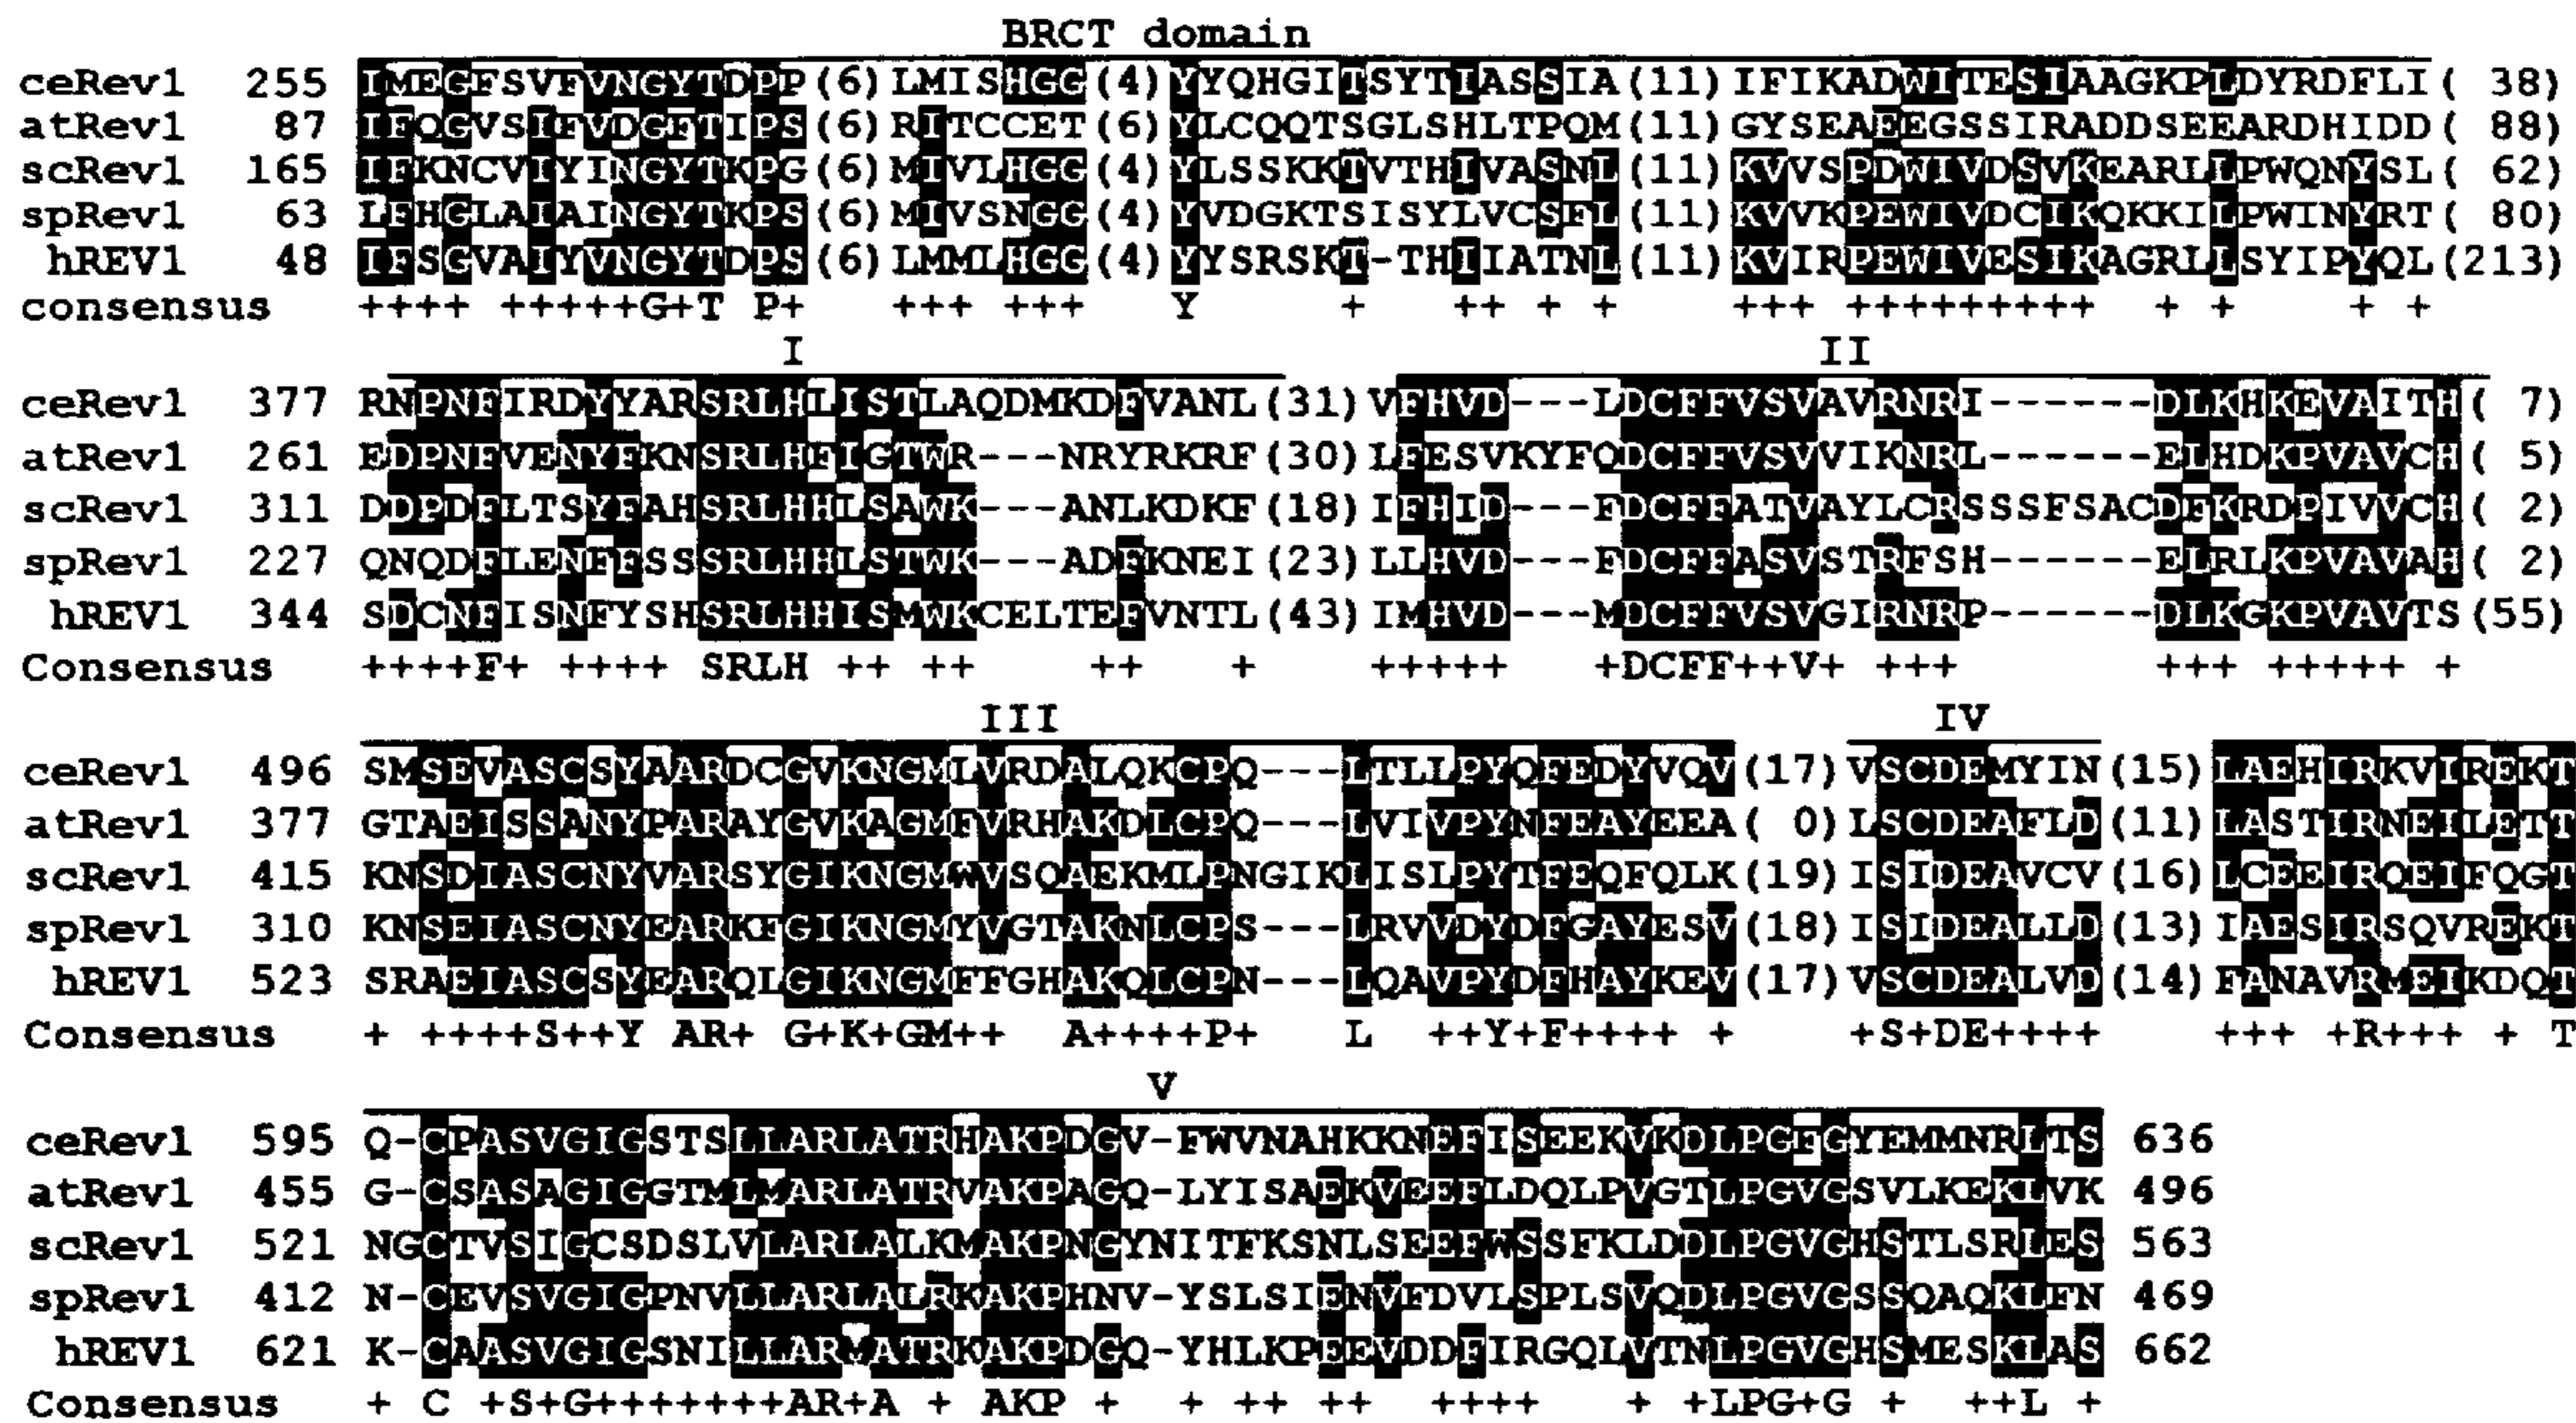 BRCT domain
ceRev1 255 IMEGFSVFVNGYTDPP(6)LMISHGG(4)YYQHGITSYTIASSIA(11)IFIKADWITESIAAGKPLDYRDFLI( 38)
atRev1 87 IFQGVSIFVDGFTIPS(6)RITCCET(6)YLCQQTSGLSHLTPQM(11)GYSEAEEGSSIRADDSEEARDHIDD( 88)
scRev1 165 IFKNCVIYINGYTKPG(6)MIVLHGG(4)YLSSKKTVTHIVASNL(11)KVVSPDWIVDSVKEARLLPWQNYSL( 62)
spRev1 63 LFHGLAIAINGYTKPS(6)MIVSNGG(4)YVDGKTSISYLVCSFL(11)KVVKPEWIVDCIKQKKILPWINYRT( 80)
hREV1 48 IFSGVAIYVNGYTDPS(6)LMMLHGG(4)YYSRSKT-THIIATNL(11)KVIRPEWIVESIKAGRLLSYIPYQL(213)
consensus ++++ +++++G+T P+ +++ +++ Y + ++ + + +++ +++++++++ + + + +
I II
ceRev1 377 RNPNFIRDYYARSRLHLISTLAQDMKDFVANL(31)VFHVD---LDCFFVSVAVRNRI------DLKHKEVAITH( 7)
atRev1 261 EDPNFVENYFKNSRLHFIGTWR---NRYRKRF(30)LFESVKYFQDCFFVSVVIKNRL------ELHDKPVAVCH( 5)
scRev1 311 DDPDFLTSYFAHSRLHHLSAWK---ANLKDKF(18)IFHID---FDCFFATVAYLCRSSSFSACDFKRDPIVVCH( 2)
spRev1 227 QNQDFLENFFSSSRLHHLSTWK---ADFKNEI(23)LLHVD---FDCFFASVSTRFSH------ELRLKPVAVAH( 2)
hREV1 344 SDCNFISNFYSHSRLHHISMWKCELTEFVNTL(43)IMHVD---MDCFFVSVGIRNRP------DLKGKPVAVTS(55)
Consensus ++++F+ ++++ SRLH ++ ++ ++ + +++++ +DCFF++V+ +++ +++ +++++ +
III IV
ceRev1 496 SMSEVASCSYAARDCGVKNGMLVRDALQKCPQ---LTLLPYQFEDYVQV(17)VSCDEMYIN(15)LAEHIRKVIREKT
atRev1 377 GTAEISSANYPARAYGVKAGMFVRHAKDLCPQ---LVIVPYNFEAYEEA( 0)LSCDEAFLD(11)LASTIRNEILETT
scRev1 415 KNSDIASCNYVARSYGIKNGMWVSQAEKMLPNGIKLISLPYTFEQFQLK(19)ISIDEAVCV(16)LCEEIRQEIFQGT
spRev1 310 KNSEIASCNYEARKFGIKNGMYVGTAKNLCPS---LRVVDYDFGAYESV(18)ISIDEALLD(13)IAESIRSQVREKT
hREV1 523 SRAEIASCSYEARQLGIKNGMFFGHAKQLCPN---LQAVPYDFHAYKEV(17)VSCDEALVD(14)FANAVRMEIKDQT
Consensus + ++++S++Y AR+ G+K+GM++ A++++P+ L ++Y+F++++ + +S+DE++++ +++ +R+++ + T
V
ceRev1 595 Q-CPASVGIGSTSLLARLATRHAKPDGV-FWVNAHKKNEFISEEKVKDLPGFGYEMMNRLTS 636
atRev1 455 G-CSASAGIGGTMLMARLATRVAKPAGQ-LYISAEKVEEFLDQLPVGTLPGVGSVLKEKLVK 496
scRev1 521 NGCTVSIGCSDSLVLARLALKMAKPNGYNITFKSNLSEEFWSSFKLDDLPGVGHSTLSRLES 563
spRev1 412 N-CEVSVGIGPNVLLARLALRKAKPHNV-YSLSIENVFDVLSPLSVQDLPGVGSSQAQKLFN 469
hREV1 621 K-CAASVGIGSNILLARMATRKAKPDGQ-YHLKPEEVDDFIRGQLVTNLPGVGHSMESKLAS 662
Consensus + C +S+G+++++++AR+A + AKP + + ++ ++ ++++ + +LPG+G + ++L +